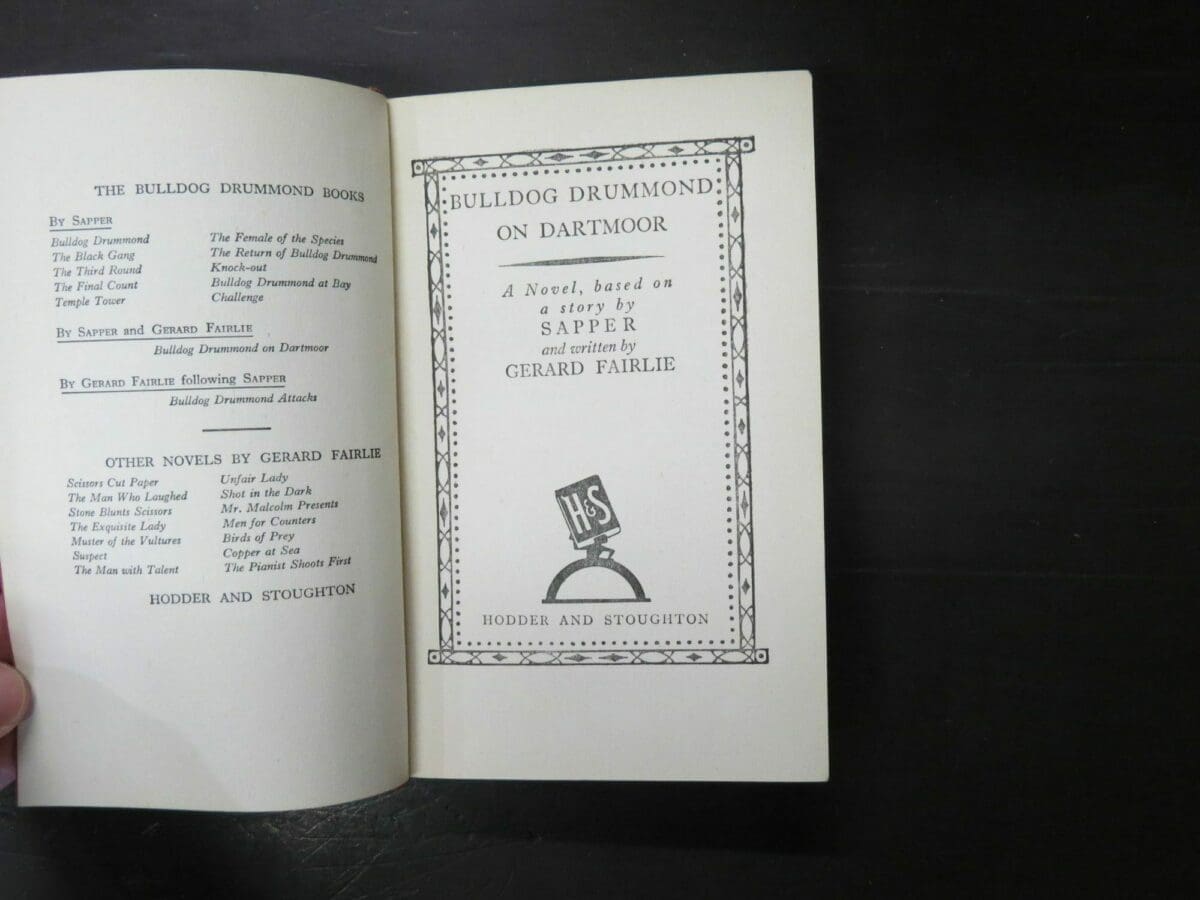 THE BULLDOG DRUMMOND BOOKS
By Sapper
Bulldog Drummond The Female of the Species
The Black Gang The Return of Bulldog Drummond
The Third Round Knock-out
The Final Count Bulldog Drummond at Bay
Temple Tower Challenge
By Sapper and Gerard Fairlie
Bulldog Drummond on Dartmoor
By Gerard Fairlie following Sapper
Bulldog Drummond Attacks
OTHER NOVELS BY GERARD FAIRLIE
Scissors Cut Paper Unfair Lady
The Man Who Laughed Shot in the Dark
Stone Blunts Scissors Mr. Malcolm Presents
The Exquisite Lady Men for Counters
Muster of the Vultures Birds of Prey
Suspect Copper at Sea
The Man with Talent The Pianist Shoots First
HODDER AND STOUGHTON
BULLDOG DRUMMOND
ON DARTMOOR
A Novel, based on
a story by
SAPPER
and written by
GERARD FAIRLIE
H&S
HODDER AND STOUGHTON